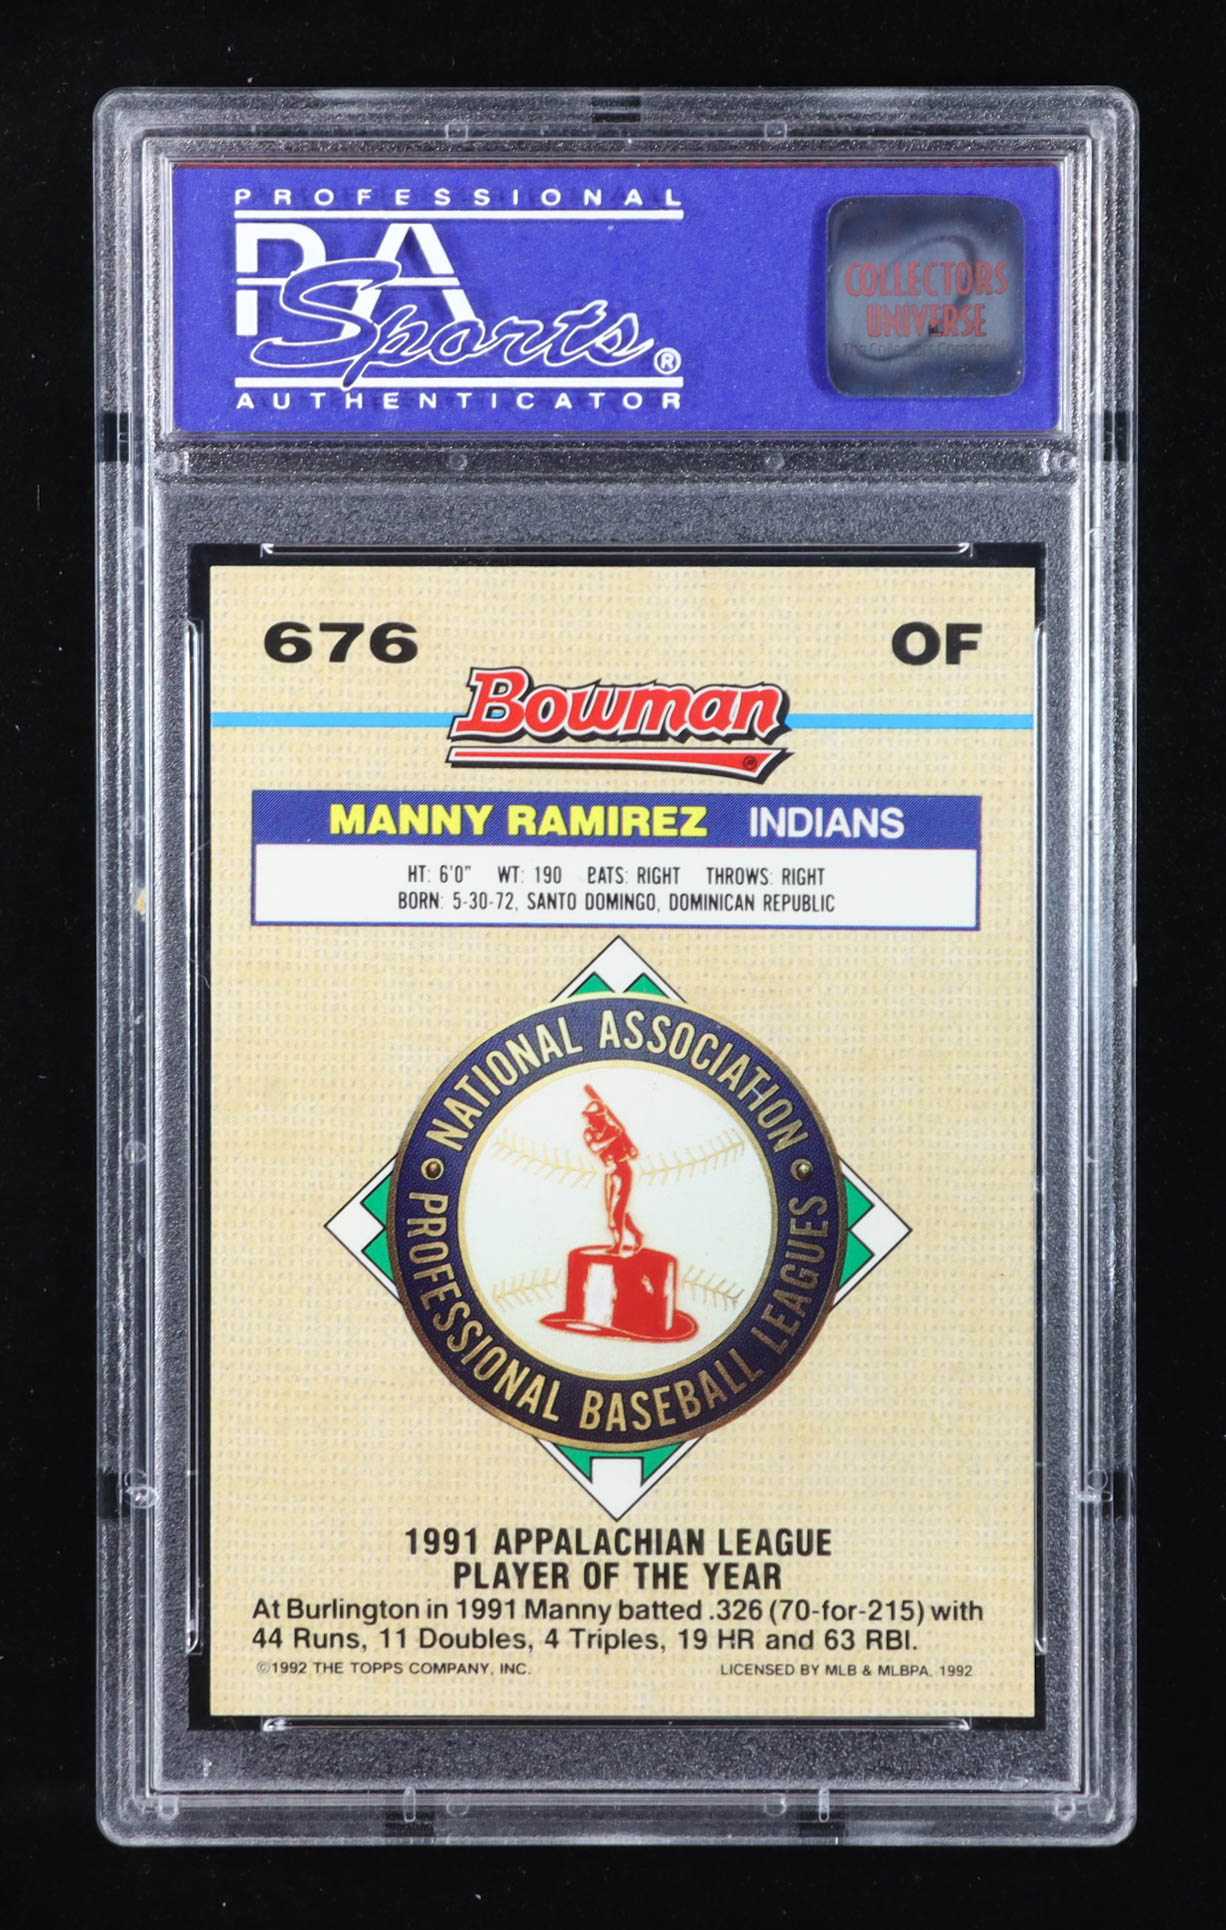 PROFESSIONAL
PSA
Sports®
AUTHENTICATOR
COLLECTORS
UNIVERSE
The Collectors Company
676
OF
Bowman
MANNY RAMIREZ INDIANS
HT: 6'0" WT: 190 BATS: RIGHT THROWS: RIGHT
BORN: 5-30-72, SANTO DOMINGO, DOMINICAN REPUBLIC
NATIONAL ASSOCIATION
• PROFESSIONAL BASEBALL LEAGUES •
1991 APPALACHIAN LEAGUE
PLAYER OF THE YEAR
At Burlington in 1991 Manny batted .326 (70-for-215) with
44 Runs, 11 Doubles, 4 Triples, 19 HR and 63 RBI.
©1992 THE TOPPS COMPANY, INC. LICENSED BY MLB & MLBPA, 1992